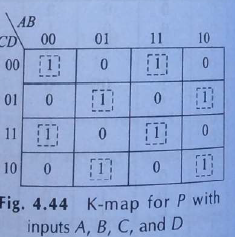 AB
CD 00 01 11 10
00 1 0 1 0
01 0 1 0 1
11 1 0 1 0
10 0 1 0 1
Fig. 4.44 K-map for P with
inputs A, B, C, and D